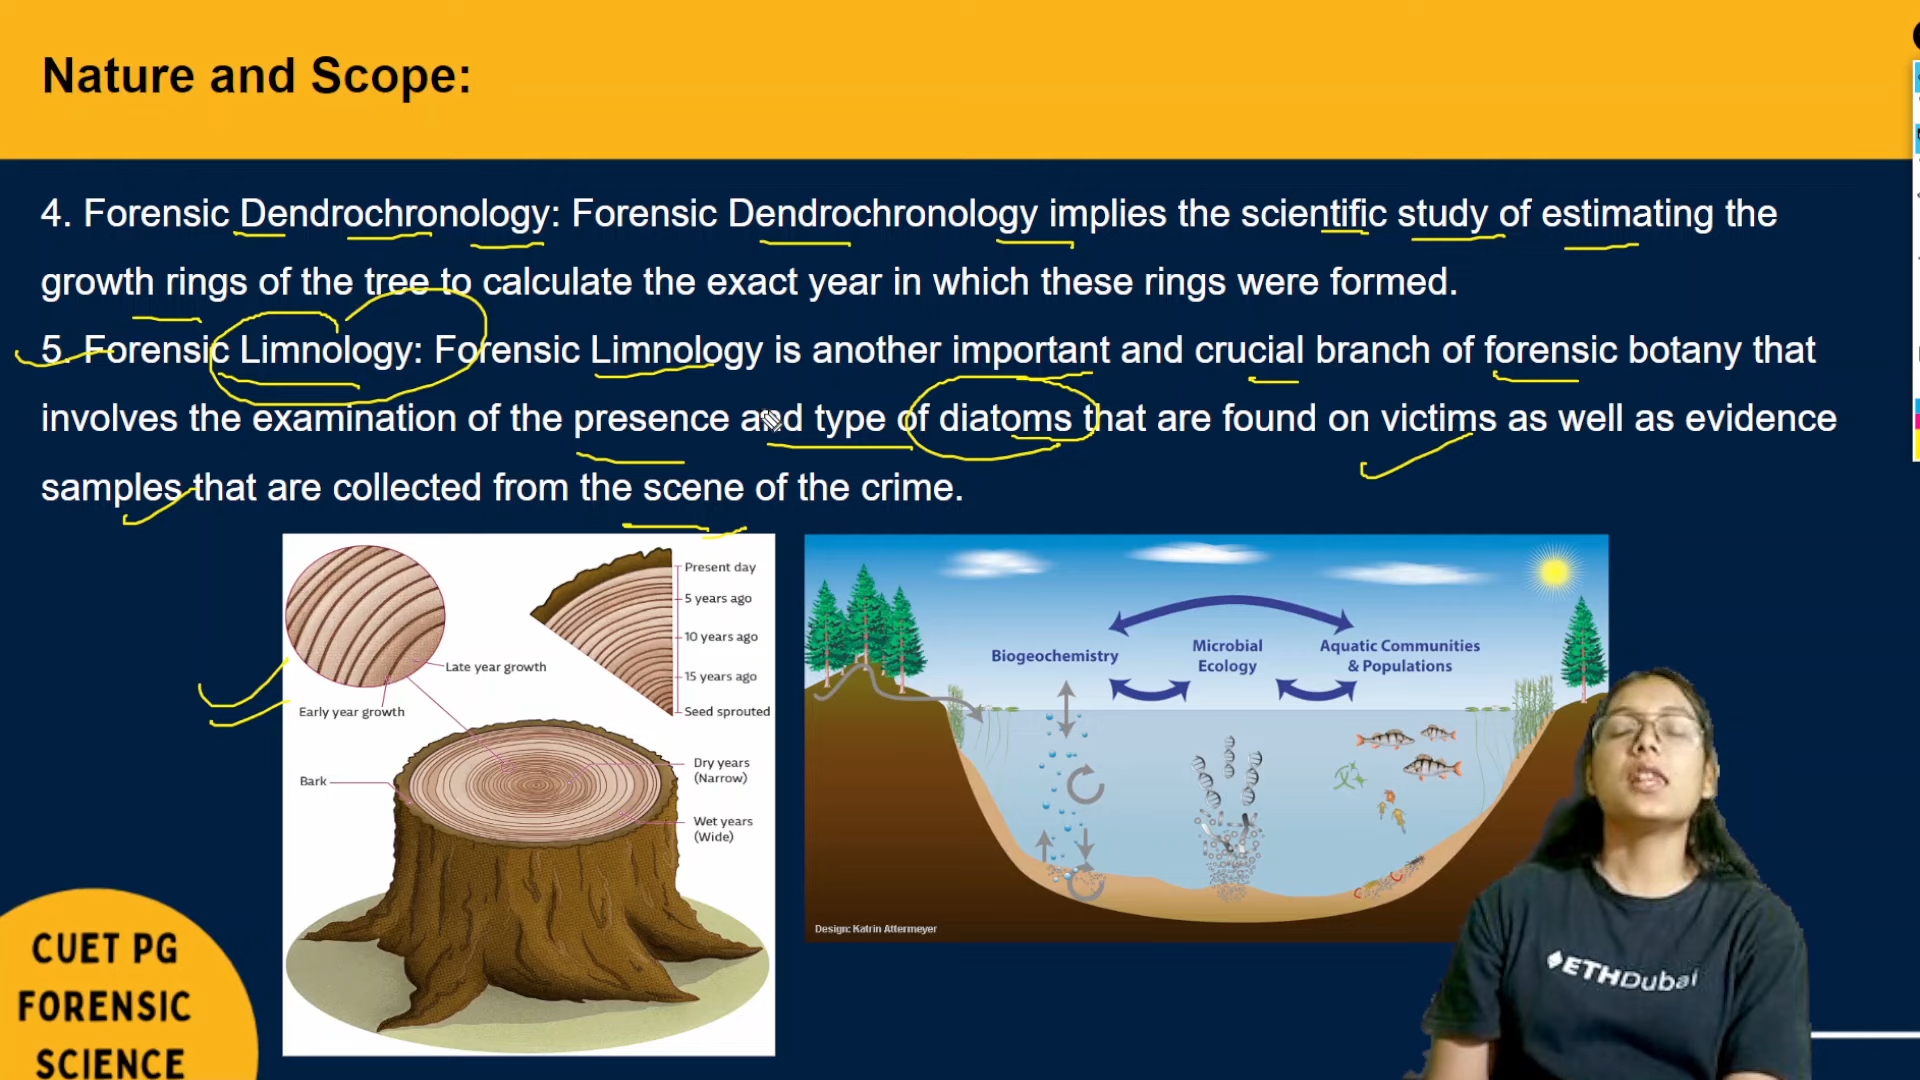 Nature and Scope:
4. Forensic Dendrochronology: Forensic Dendrochronology implies the scientific study of estimating the
growth rings of the tree to calculate the exact year in which these rings were formed.
5. Forensic Limnology: Forensic Limnology is another important and crucial branch of forensic botany that
involves the examination of the presence and type of diatoms that are found on victims as well as evidence
samples that are collected from the scene of the crime.
Present day
5 years ago
10 years ago
15 years ago
Seed sprouted
Late year growth
Early year growth
Bark
Dry years
(Narrow)
Wet years
(Wide)
Biogeochemistry
Microbial
Ecology
Aquatic Communities
& Populations
Design: Katrin Attermeyer
ETHDubai
CUET PG
FORENSIC
SCIENCE